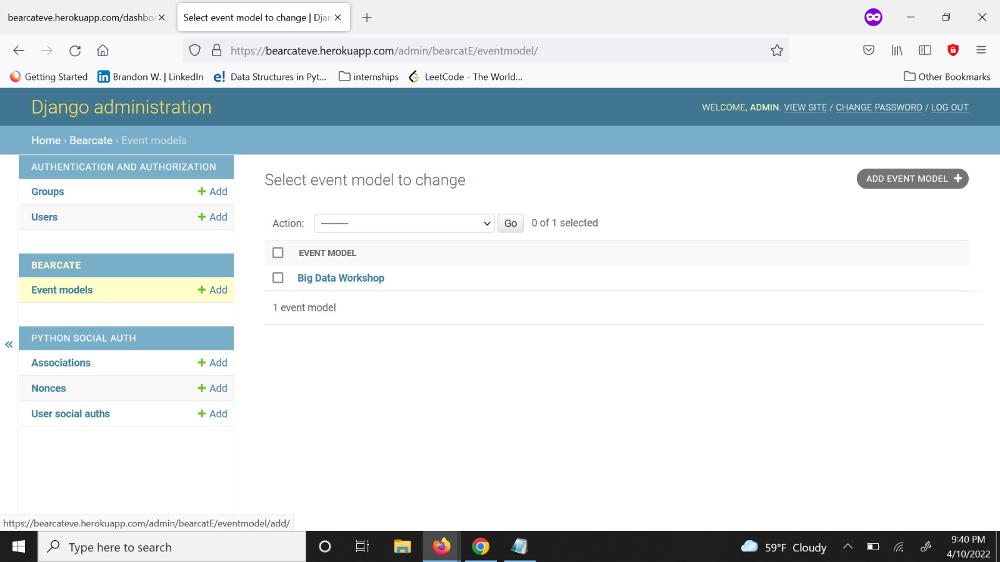 bearcateve.herokuapp.com/dashbo
Select event model to change | Djan
https://bearcateve.herokuapp.com/admin/bearcatE/eventmodel/
Getting Started
in Brandon W. | LinkedIn
e! Data Structures in Pyt...
internships
LeetCode - The World...
Other Bookmarks
Django administration
WELCOME, ADMIN. VIEW SITE / CHANGE PASSWORD / LOG OUT
Home › Bearcate › Event models
AUTHENTICATION AND AUTHORIZATION
Groups + Add
Users + Add
BEARCATE
Event models + Add
PYTHON SOCIAL AUTH
«
Associations + Add
Nonces + Add
User social auths + Add
Select event model to change
ADD EVENT MODEL +
Action: --------- Go 0 of 1 selected
EVENT MODEL
Big Data Workshop
1 event model
https://bearcateve.herokuapp.com/admin/bearcatE/eventmodel/add/
Type here to search
59°F Cloudy
9:40 PM
4/10/2022